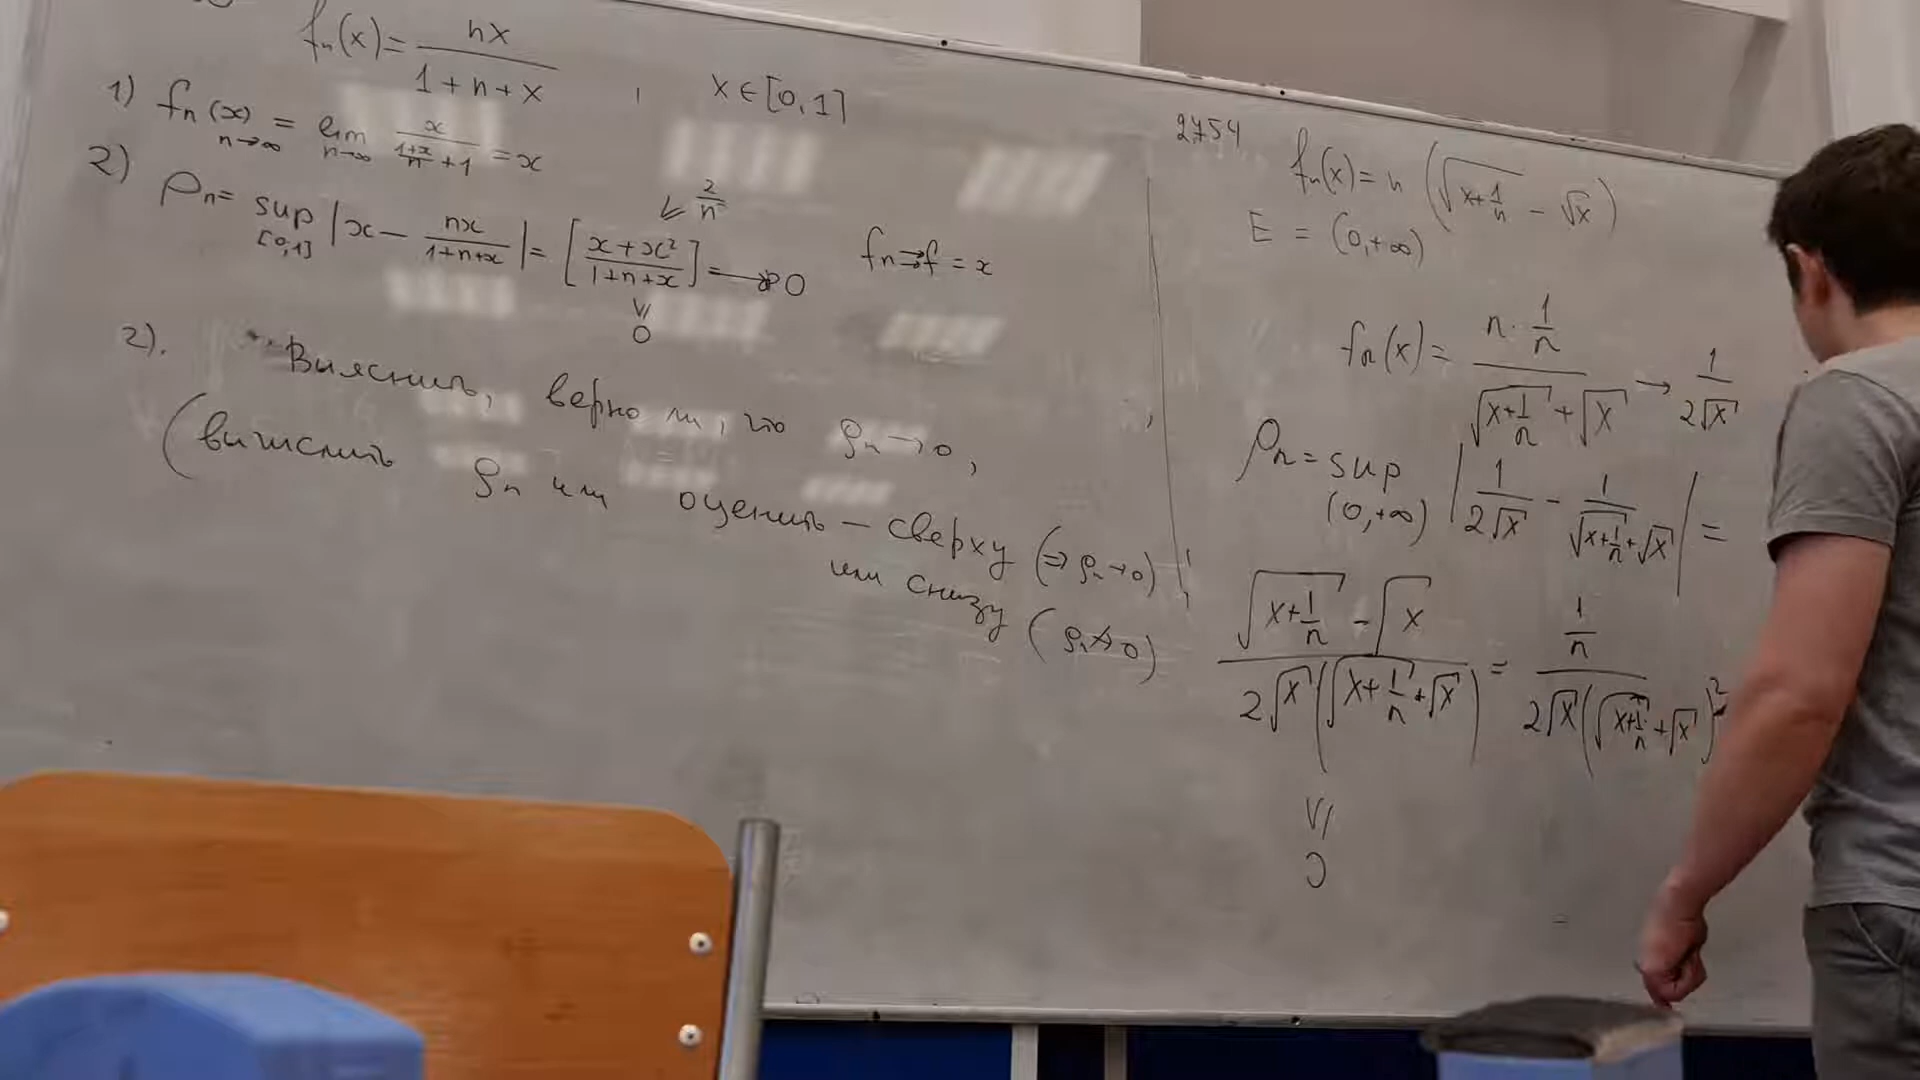 fₙ(x) = nx / (1+n+x) , x ∈ [0,1]
1) fₙ(x) n→∞ = lim n→∞ x / ((1+x)/n + 1) = x
2) ρₙ = sup [0,1] | x − nx/(1+n+x) | = [ (x+x²)/(1+n+x) ] ⟶ 0 fₙ ⇉ f = x
2/n
V/
0
2). Выяснить, верно ли, что ρₙ → 0,
(вычислить ρₙ или оценить – сверху (⇒ ρₙ→0)
или снизу (ρₙ↛0)
2754 fₙ(x) = n (√(x+1/n) − √x)
E = (0,+∞)
fₙ(x) = n·1/n / (√(x+1/n) + √x) → 1/(2√x)
ρₙ = sup (0,+∞) | 1/(2√x) − 1/(√(x+1/n)+√x) | =
(√(x+1/n) − √x) / (2√x(√(x+1/n)+√x)) = (1/n) / (2√x(√(x+1/n)+√x)²)
V/
0